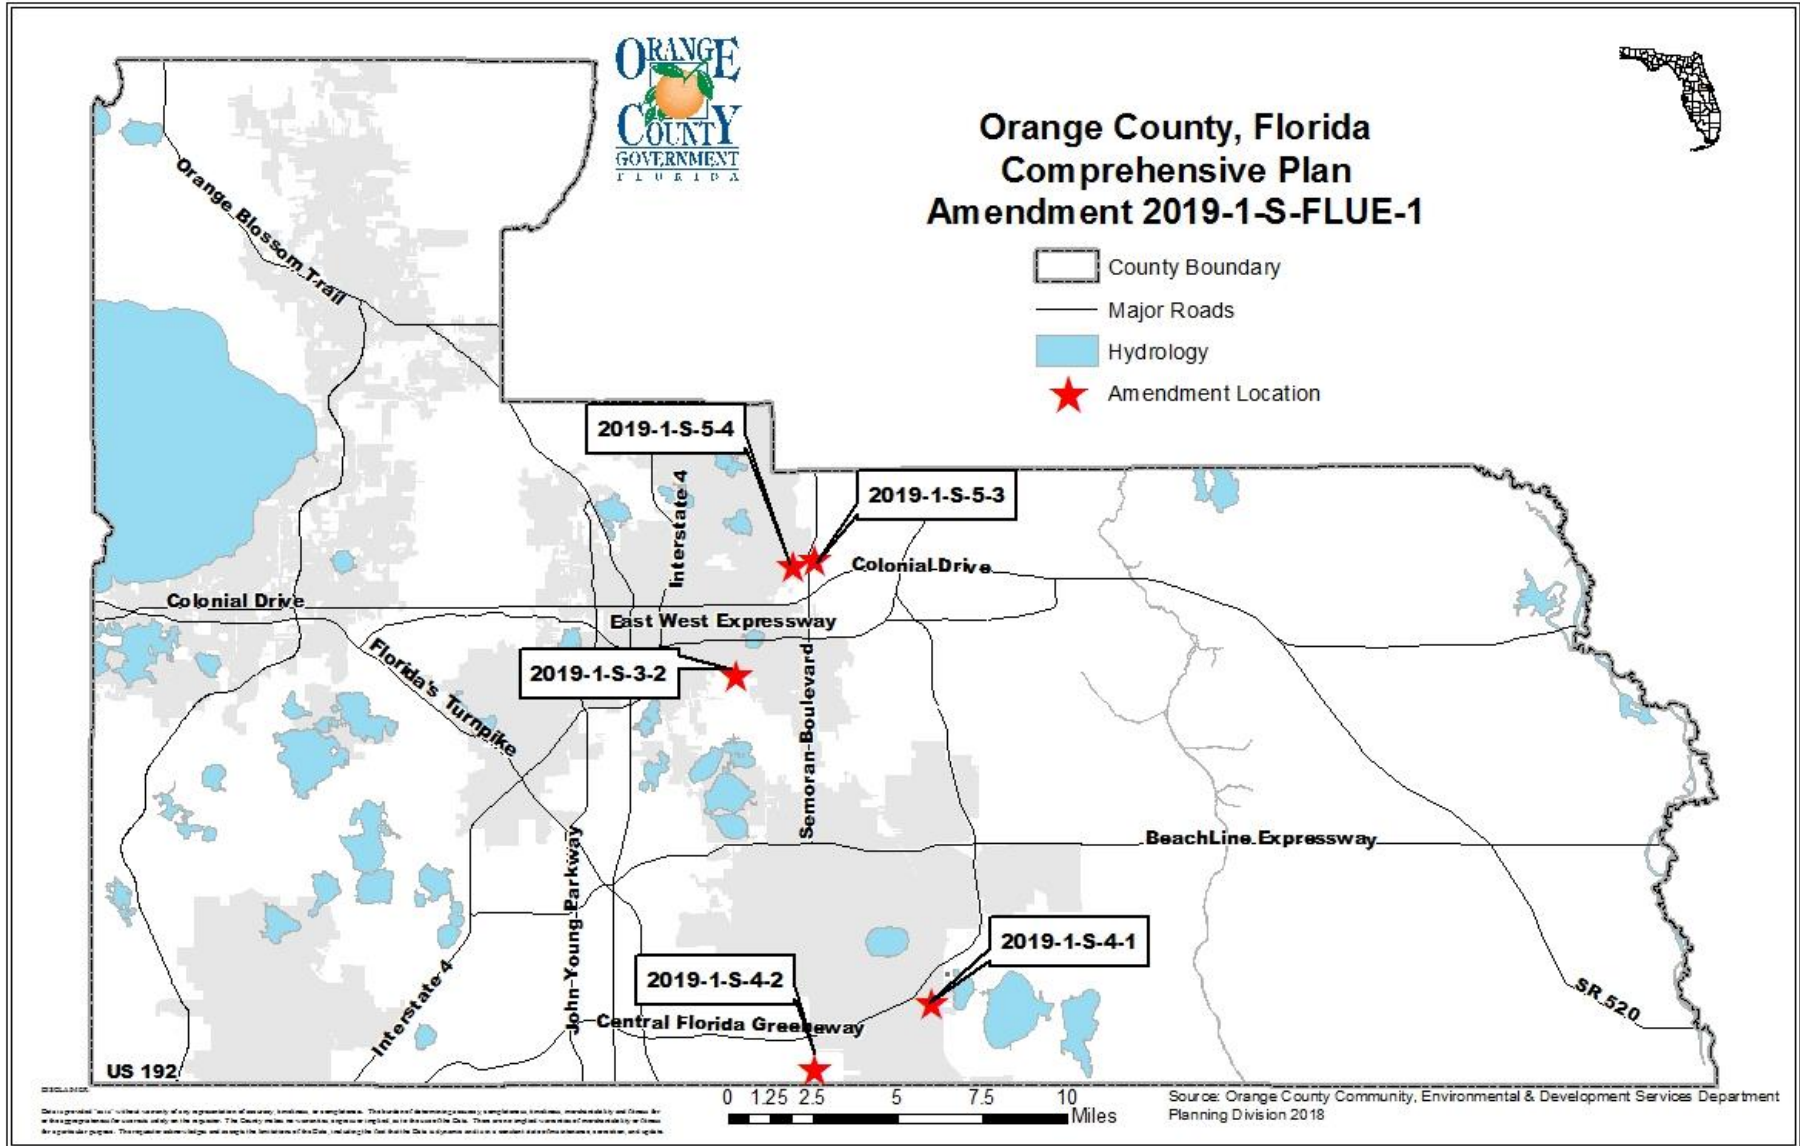 ORANGE
COUNTY
GOVERNMENT
FLORIDA
Orange County, Florida
Comprehensive Plan
Amendment 2019-1-S-FLUE-1
County Boundary
Major Roads
Hydrology
Amendment Location
Orange Blossom Trail
2019-1-S-5-4
Interstate 4
2019-1-S-5-3
Colonial Drive
Colonial Drive
East West Expressway
Florida's Turnpike
2019-1-S-3-2
Semoran Boulevard
BeachLine Expressway
John Young Parkway
2019-1-S-4-1
2019-1-S-4-2
Interstate 4
Central Florida Greeneway
SR 520
US 192
0 1.25 2.5 5 7.5 10
Miles
Source: Orange County Community, Environmental & Development Services Department
Planning Division 2018